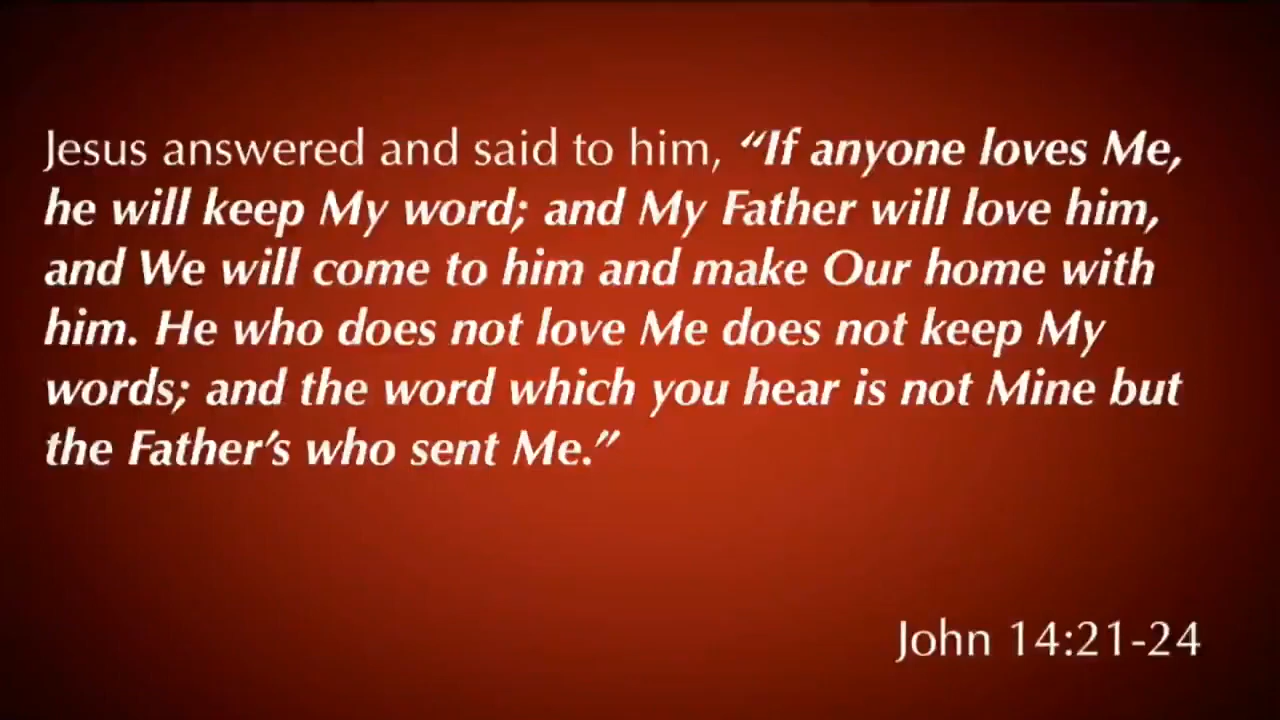 Jesus answered and said to him, “If anyone loves Me,
he will keep My word; and My Father will love him,
and We will come to him and make Our home with
him. He who does not love Me does not keep My
words; and the word which you hear is not Mine but
the Father’s who sent Me.”
John 14:21-24